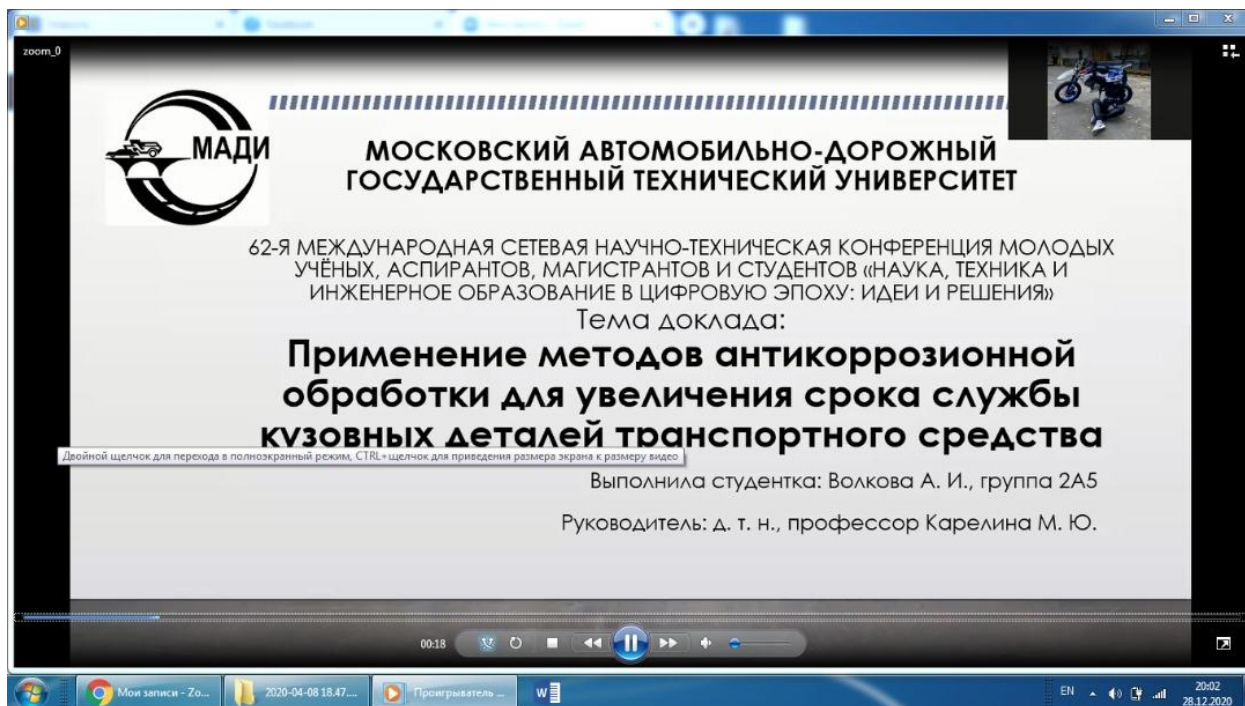 zoom_0
МАДИ
МОСКОВСКИЙ АВТОМОБИЛЬНО-ДОРОЖНЫЙ
ГОСУДАРСТВЕННЫЙ ТЕХНИЧЕСКИЙ УНИВЕРСИТЕТ
62-Я МЕЖДУНАРОДНАЯ СЕТЕВАЯ НАУЧНО-ТЕХНИЧЕСКАЯ КОНФЕРЕНЦИЯ МОЛОДЫХ
УЧЁНЫХ, АСПИРАНТОВ, МАГИСТРАНТОВ И СТУДЕНТОВ «НАУКА, ТЕХНИКА И
ИНЖЕНЕРНОЕ ОБРАЗОВАНИЕ В ЦИФРОВУЮ ЭПОХУ: ИДЕИ И РЕШЕНИЯ»
Тема доклада:
Применение методов антикоррозионной
обработки для увеличения срока службы
кузовных деталей транспортного средства
Двойной щелчок для перехода в полноэкранный режим, CTRL+щелчок для приведения размера экрана к размеру видео
Выполнила студентка: Волкова А. И., группа 2А5
Руководитель: д. т. н., профессор Карелина М. Ю.
00:18
Мои записи - Zo...
2020-04-08 18.47....
Проигрыватель ...
EN
20:02
28.12.2020